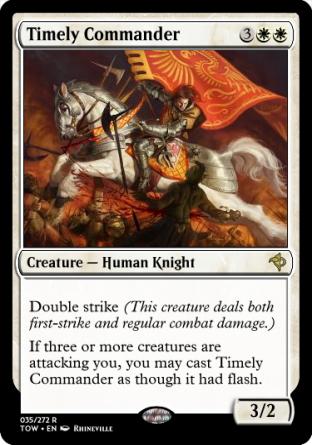 Timely Commander 3
Creature — Human Knight
Double strike (This creature deals both
first-strike and regular combat damage.)
If three or more creatures are
attacking you, you may cast Timely
Commander as though it had flash.
3/2
035/272 R
TOW • EN Rhineville